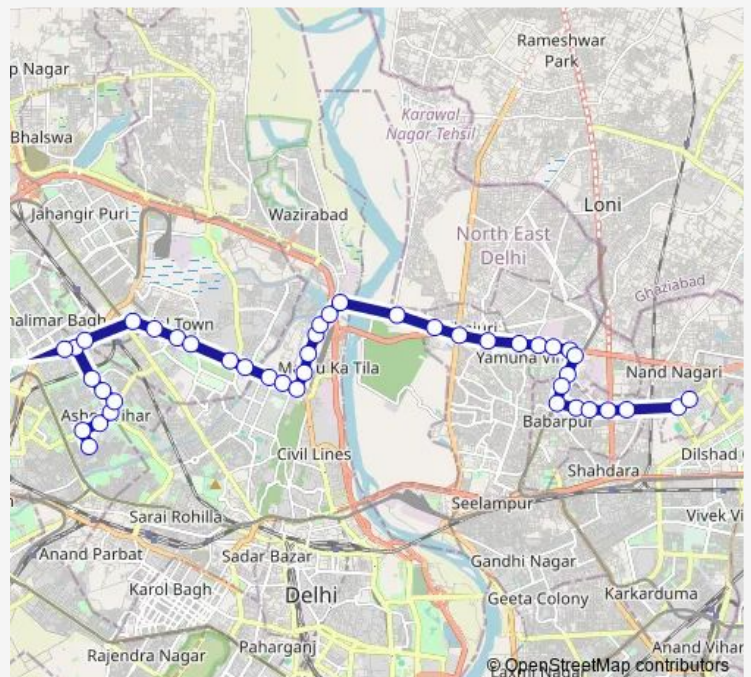 Rameshwar
Park
p Nagar
Karawal
Nagar Tehsil
Bhalswa
Jahangir Puri
Wazirabad
Loni
North East
Delhi
Ghaziabad
halimar Bagh
Town
Yamuna Vi
Nand Nagari
Ka Tila
Babarpur
Civil Lines
Shahdara
Dilshad
Seelampur
Sarai Rohilla
Vivek Vi
Anand Parbat
Sadar Bazar
Gandhi Nagar
Karol Bagh
Delhi
Geeta Colony
Karkarduma
Rajendra Nagar
Paharganj
Anand Vihar
© OpenStreetMap contributors